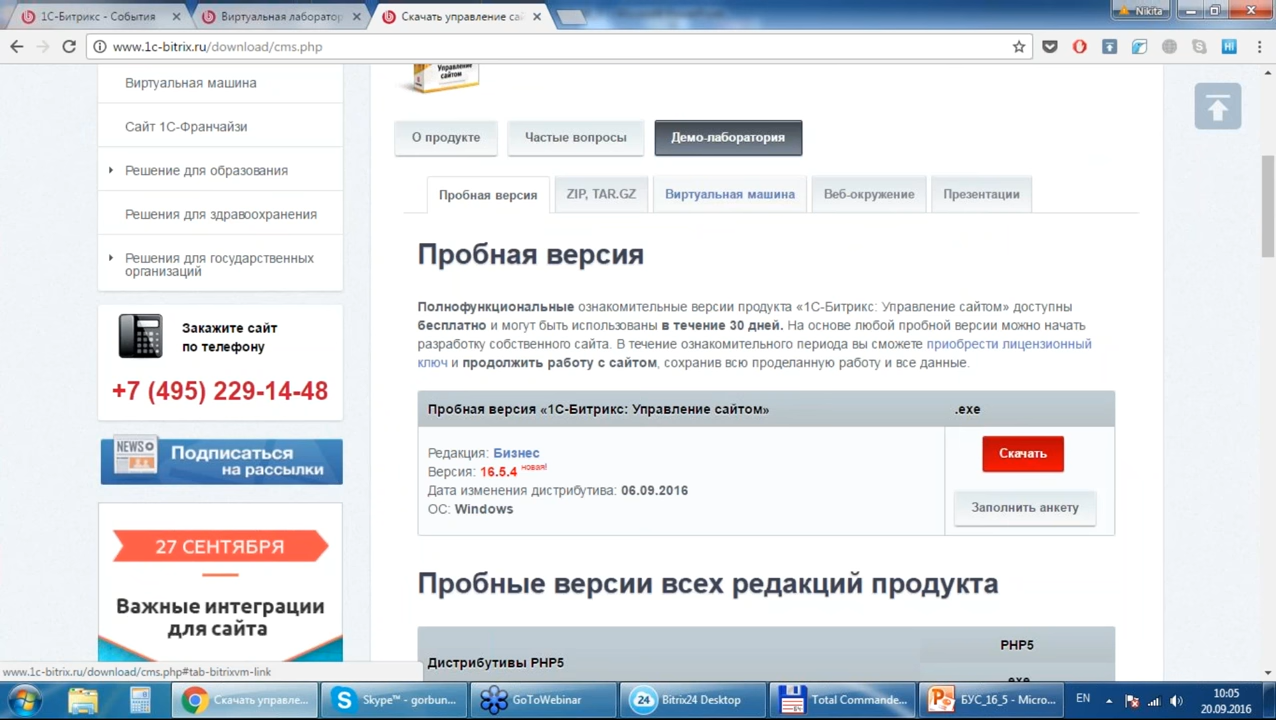 1С-Битрикс - События
Виртуальная лаборатор
Скачать управление сай
Nikita
www.1c-bitrix.ru/download/cms.php
Hi
Управление
сайтом
Виртуальная машина
Сайт 1С-Франчайзи
Решение для образования
Решения для здравоохранения
Решения для государственных
организаций
О продукте
Частые вопросы
Демо-лаборатория
Пробная версия
ZIP, TAR.GZ
Виртуальная машина
Веб-окружение
Презентации
Пробная версия
Полнофункциональные ознакомительные версии продукта «1С-Битрикс: Управление сайтом» доступны
бесплатно и могут быть использованы в течение 30 дней. На основе любой пробной версии можно начать
разработку собственного сайта. В течение ознакомительного периода вы сможете приобрести лицензионный
ключ и продолжить работу с сайтом, сохранив всю проделанную работу и все данные.
Закажите сайт
по телефону
+7 (495) 229-14-48
NEWS
Подписаться
на рассылки
Пробная версия «1С-Битрикс: Управление сайтом»
.exe
Редакция: Бизнес
Версия: 16.5.4 новая!
Дата изменения дистрибутива: 06.09.2016
ОС: Windows
Скачать
Заполнить анкету
27 СЕНТЯБРЯ
Важные интеграции
для сайта
Пробные версии всех редакций продукта
Дистрибутивы PHP5
PHP5
.exe
www.1c-bitrix.ru/download/cms.php#tab-bitrixvm-link
Скачать управле...
Skype™ - gorbun...
GoToWebinar
24
Bitrix24 Desktop
Total Commande...
БУС_16_5 - Micros...
EN
10:05
20.09.2016